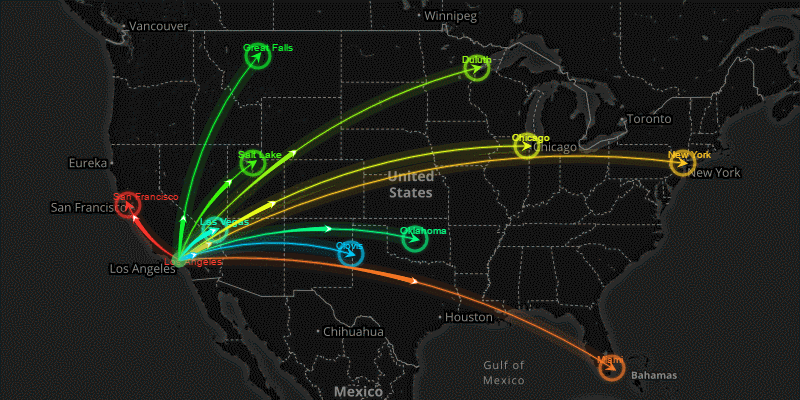 Winnipeg
Vancouver
Great Falls
Duluth
Toronto
Chicago
Chicago
Salt Lake
New York
New York
Eureka
United
States
San Francisco
San Francisco
Las Vegas
Oklahoma
Clovis
Los Angeles
Los Angeles
Houston
Chihuahua
Miami
Gulf of
Mexico
Bahamas
Mexico